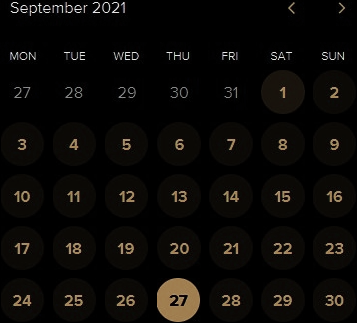 September 2021
MON TUE WED THU FRI SAT SUN
27 28 29 30 31 1 2
3 4 5 6 7 8 9
10 11 12 13 14 15 16
17 18 19 20 21 22 23
24 25 26 27 28 29 30